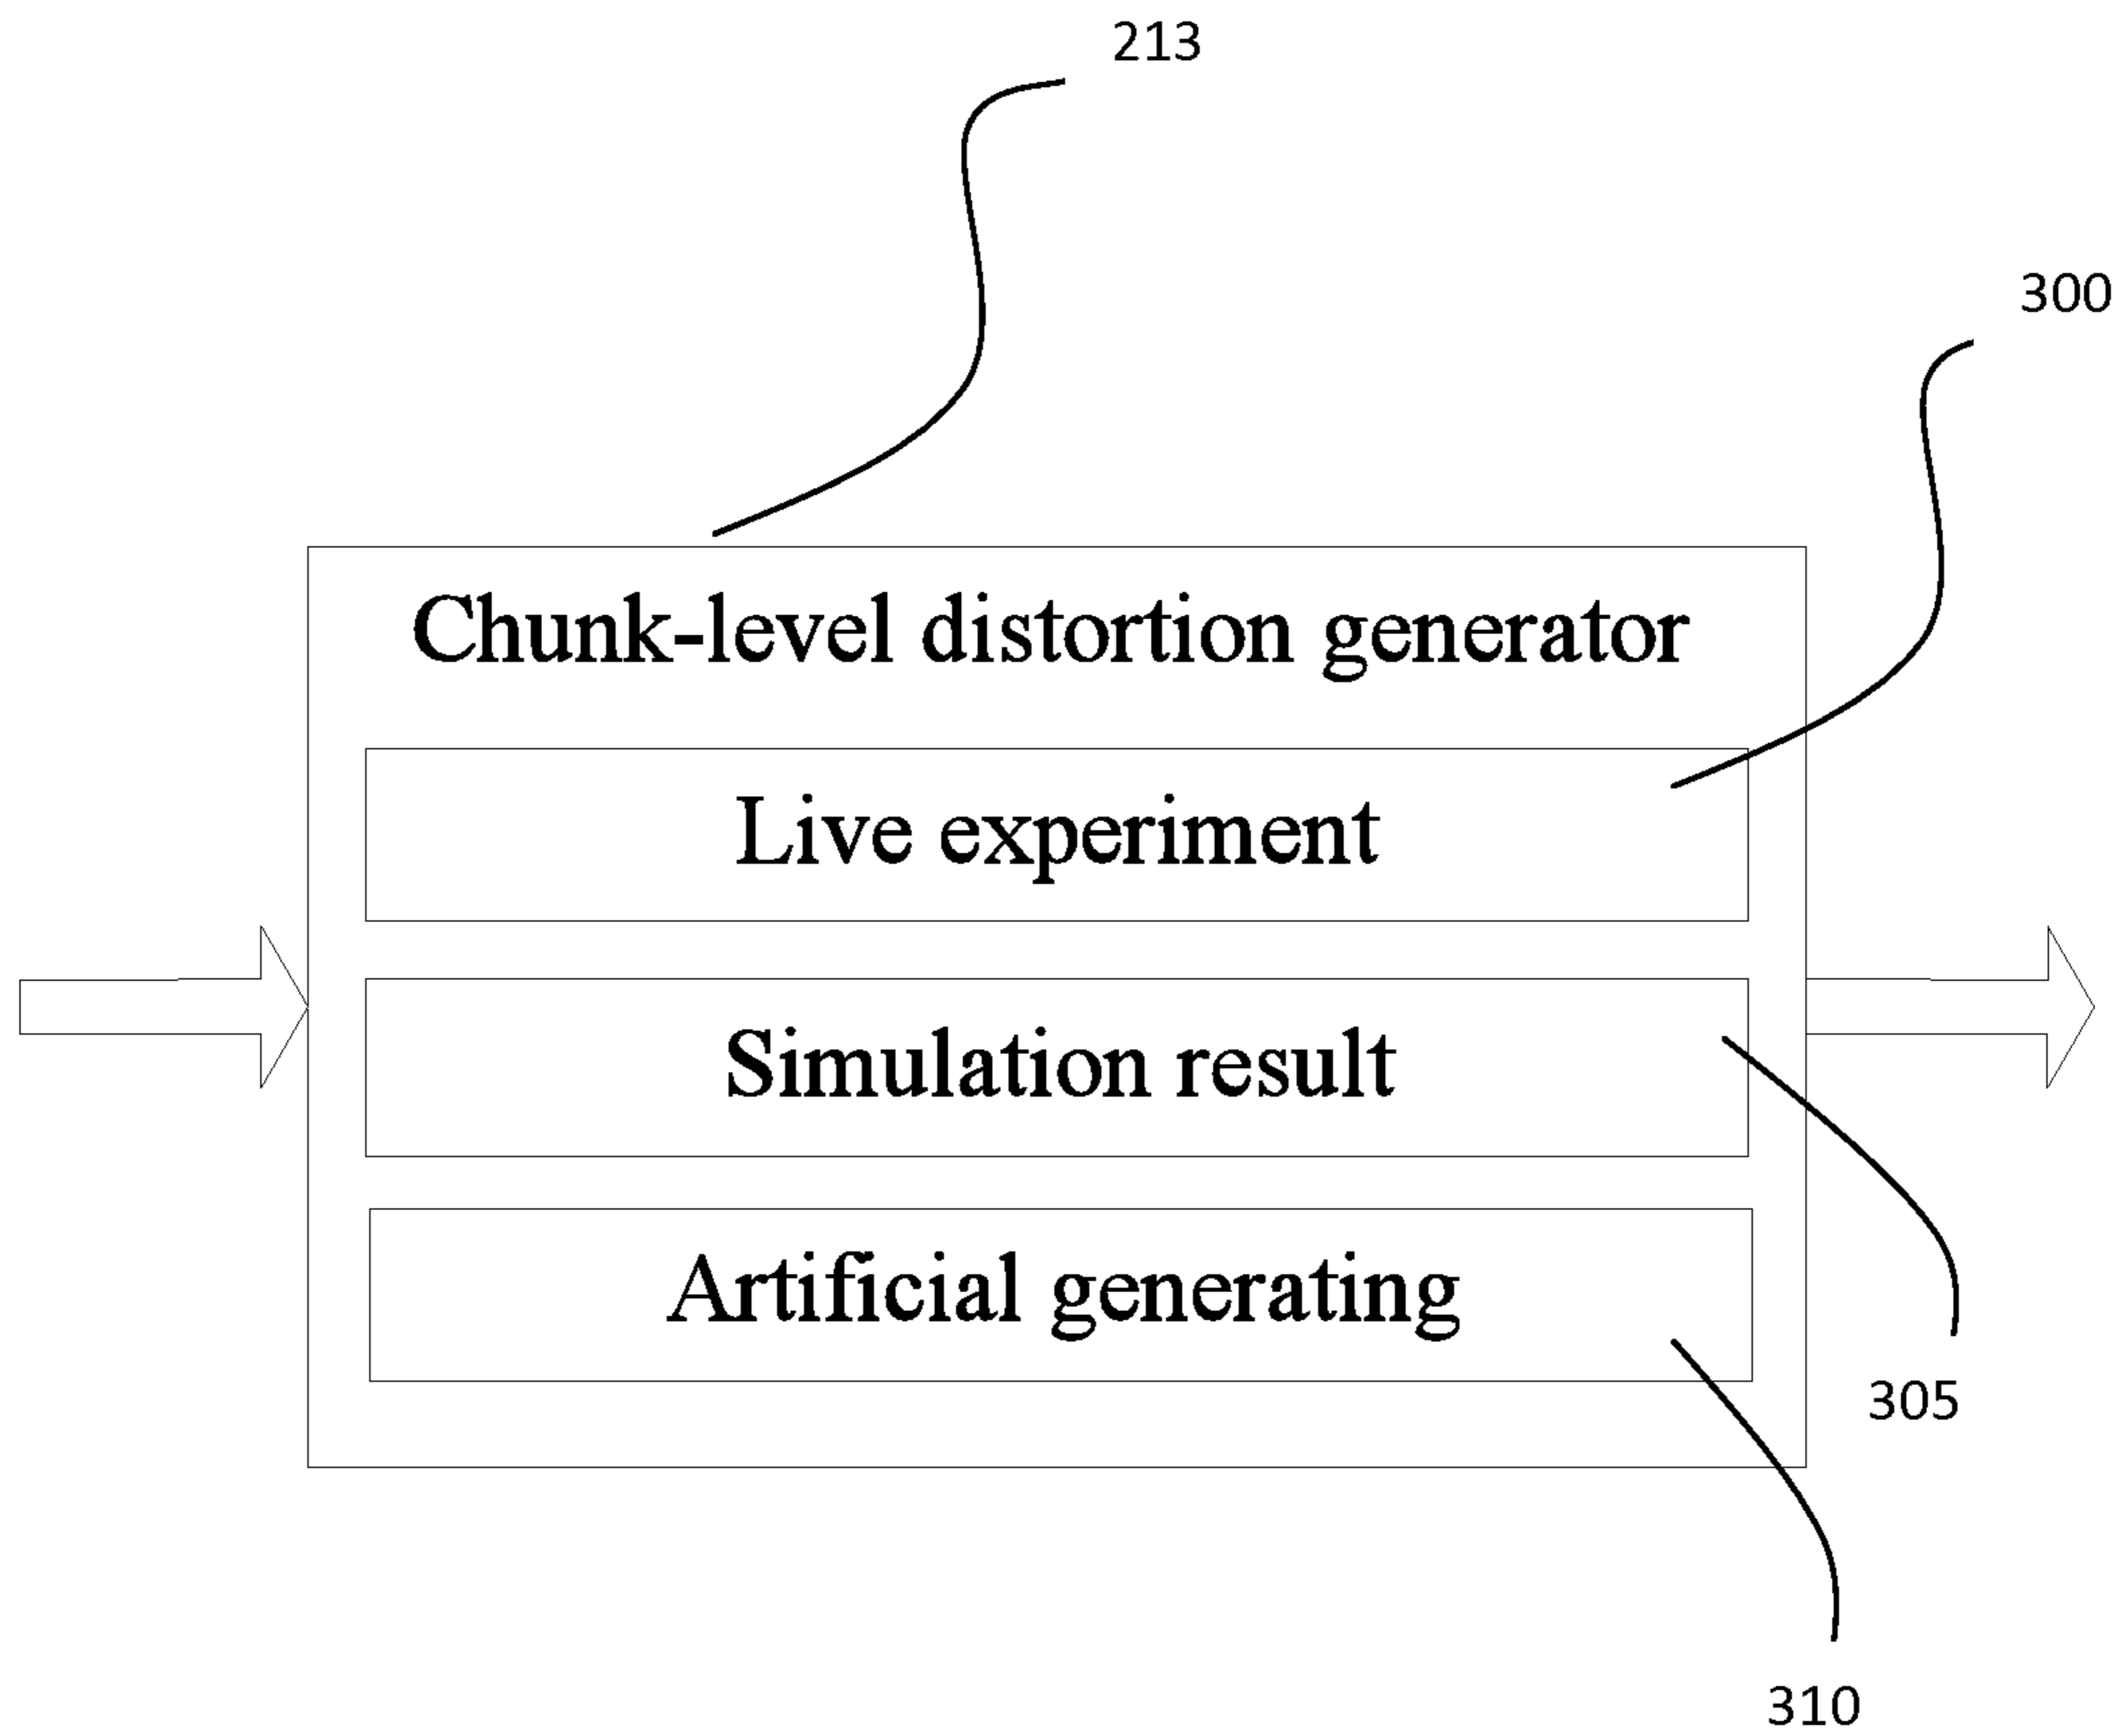 213
300
Chunk-level distortion generator
Live experiment
Simulation result
Artificial generating
305
310